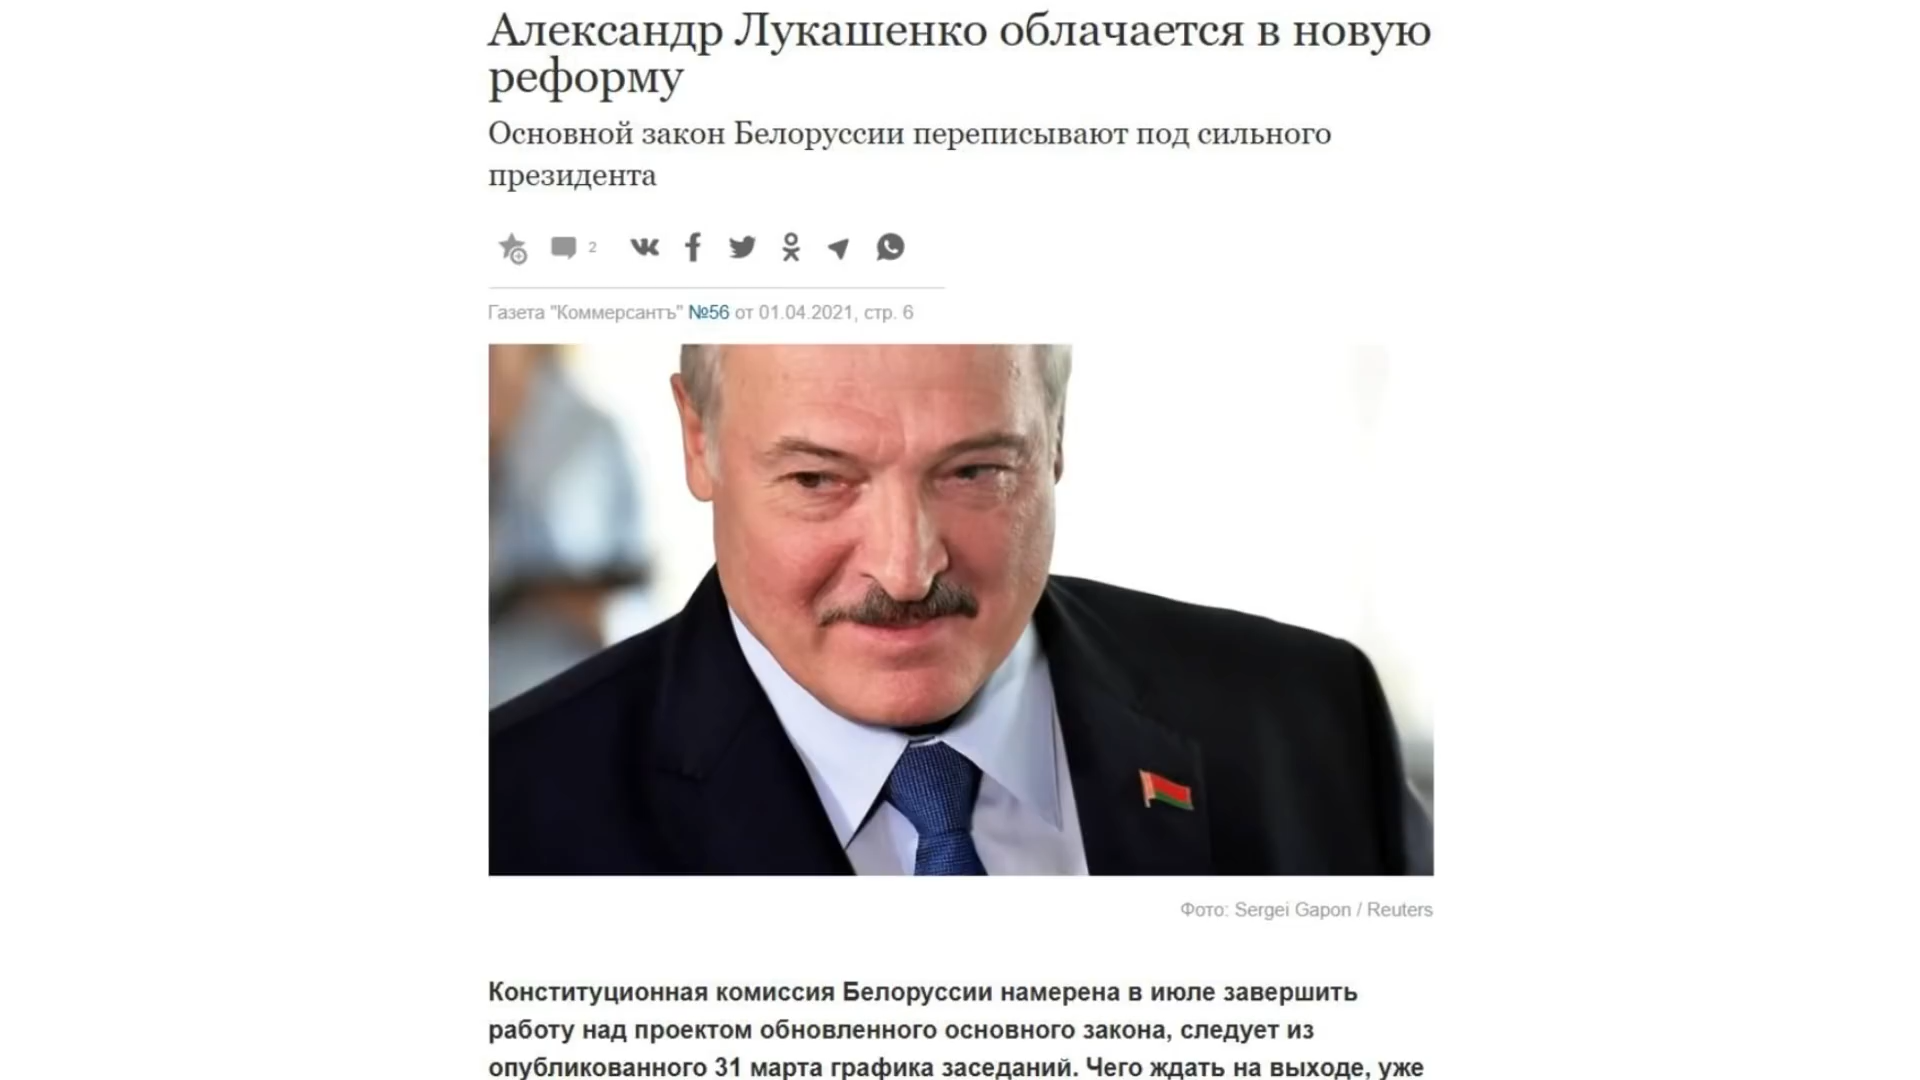 Александр Лукашенко облачается в новую
реформу
Основной закон Белоруссии переписывают под сильного
президента
2
Газета "Коммерсантъ" №56 от 01.04.2021, стр. 6
Фото: Sergei Gapon / Reuters
Конституционная комиссия Белоруссии намерена в июле завершить
работу над проектом обновленного основного закона, следует из
опубликованного 31 марта графика заседаний. Чего ждать на выходе, уже